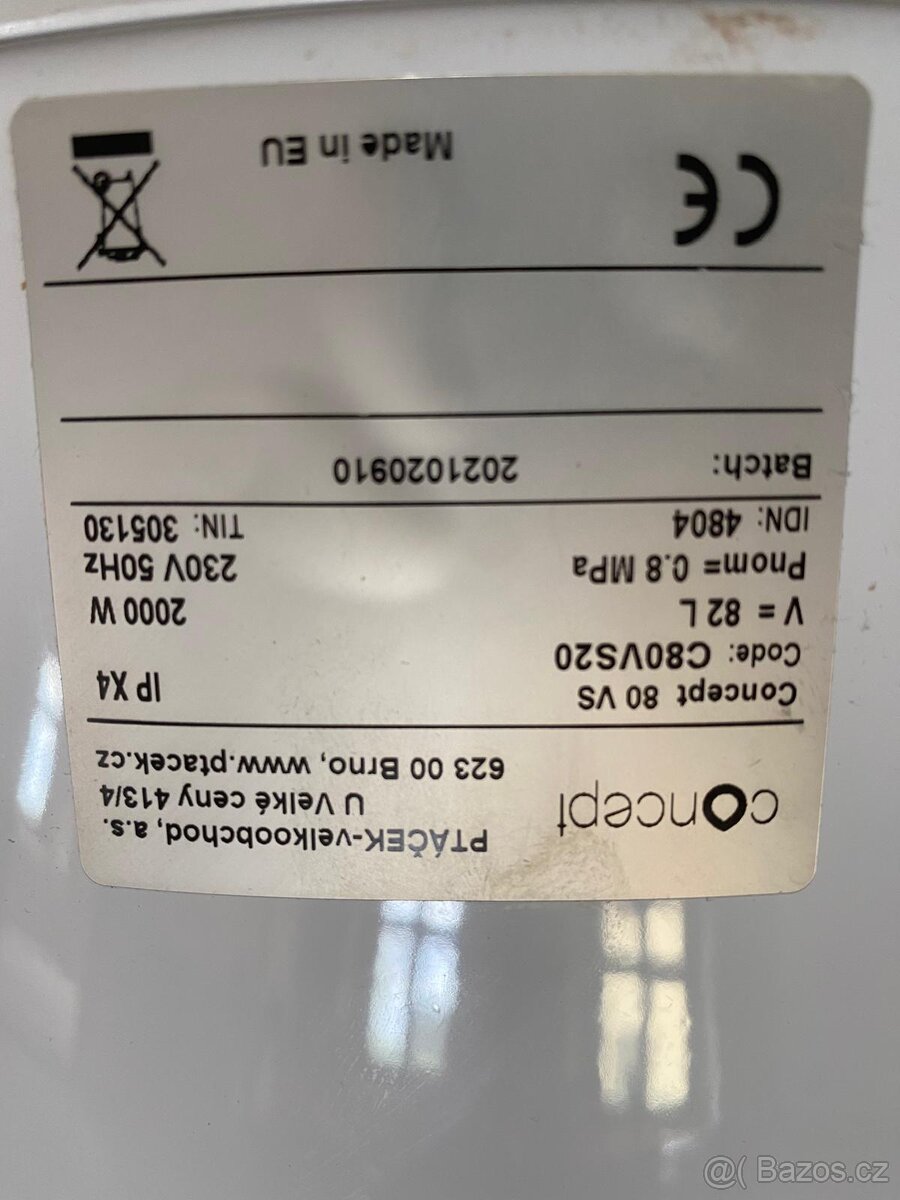 concept
PTÁČEK-velkoobchod, a.s.
U Velké ceny 413/4
623 00 Brno, www.ptacek.cz
Concept 80 VS IP X4
Code: C80VS20
V = 82 L 2000 W
Pnom= 0.8 MPa 230V 50Hz
IDN: 4804 TIN: 305130
Batch: 2021020910
CE Made in EU
@( Bazos.cz